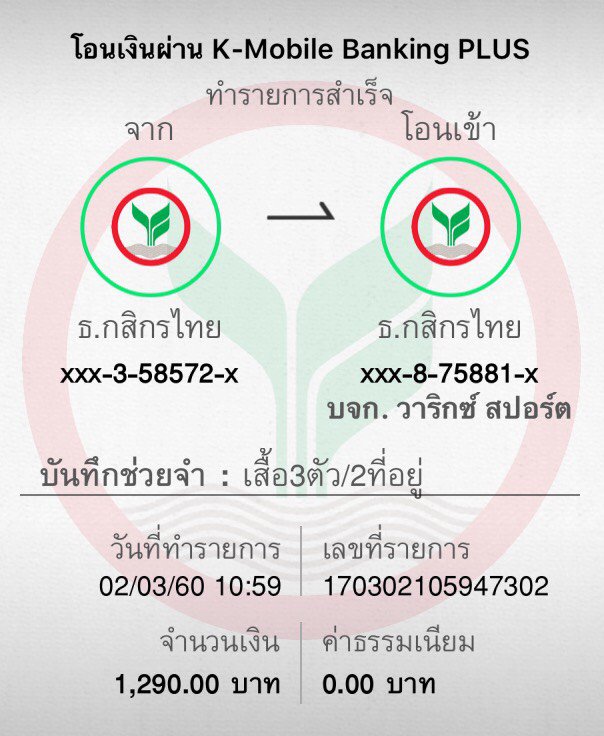 โอนเงินผ่าน K-Mobile Banking PLUS
ทำรายการสำเร็จ
จาก
โอนเข้า
ธ.กสิกรไทย
ธ.กสิกรไทย
xxx-3-58572-x
xxx-8-75881-x
บจก. วาริกซ์ สปอร์ต
บันทึกช่วยจำ : เสื้อ3ตัว/2ที่อยู่
วันที่ทำรายการ
เลขที่รายการ
02/03/60 10:59
170302105947302
จำนวนเงิน
ค่าธรรมเนียม
1,290.00 บาท
0.00 บาท